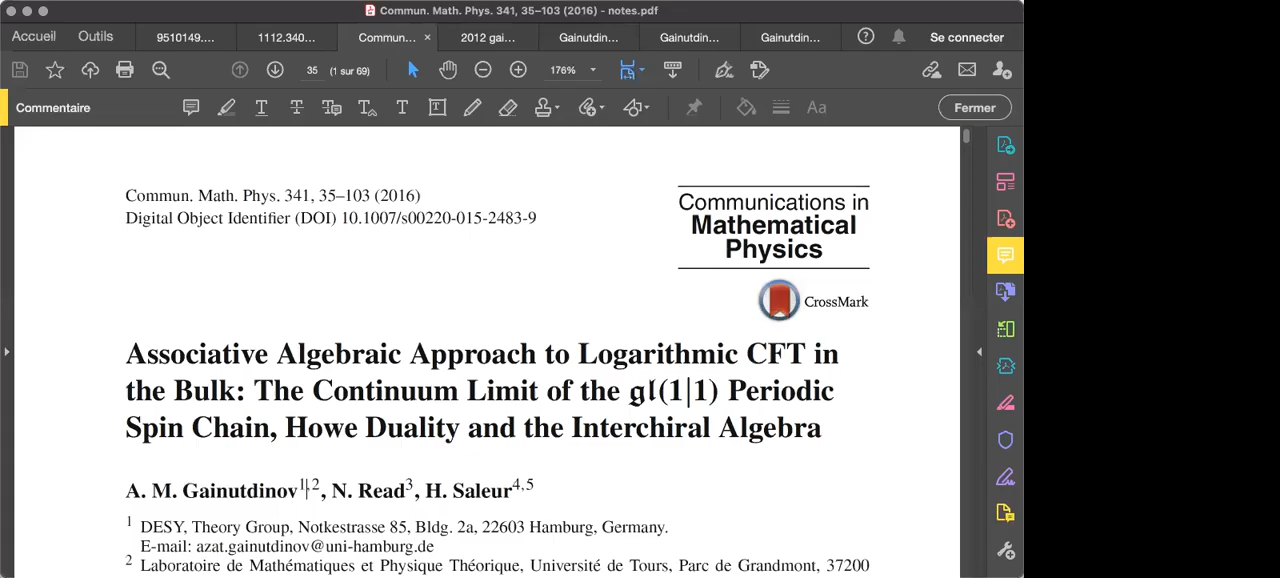 Commun. Math. Phys. 341, 35–103 (2016) - notes.pdf
Accueil Outils 9510149.... 1112.340... Commun... × 2012 gai... Gainutdin... Gainutdin... Gainutdin... ? Se connecter
35 (1 sur 69) 176%
Commentaire T T T T T Aa Fermer
Commun. Math. Phys. 341, 35–103 (2016)
Digital Object Identifier (DOI) 10.1007/s00220-015-2483-9
Communications in
Mathematical
Physics
CrossMark
Associative Algebraic Approach to Logarithmic CFT in
the Bulk: The Continuum Limit of the 𝔤𝔩(1|1) Periodic
Spin Chain, Howe Duality and the Interchiral Algebra
A. M. Gainutdinov1,2, N. Read3, H. Saleur4,5
1 DESY, Theory Group, Notkestrasse 85, Bldg. 2a, 22603 Hamburg, Germany.
E-mail: azat.gainutdinov@uni-hamburg.de
2 Laboratoire de Mathématiques et Physique Théorique, Université de Tours, Parc de Grandmont, 37200